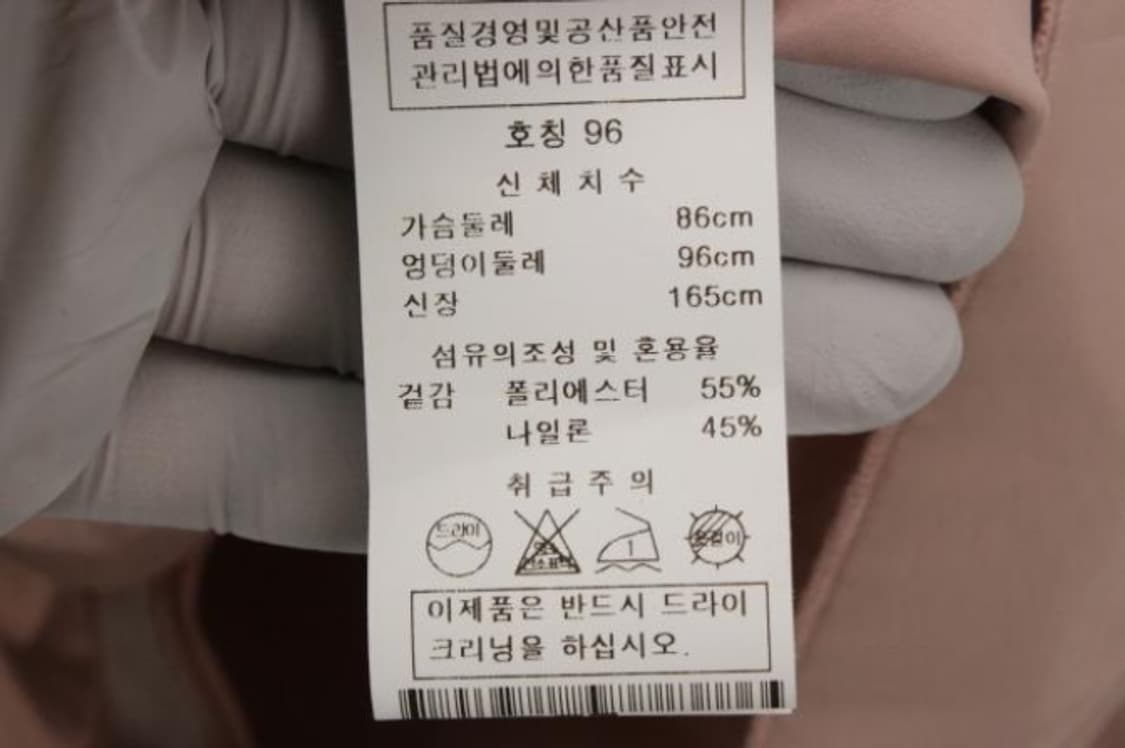 품질경영및공산품안전
관리법에의한품질표시
호칭 96
신 체 치 수
가슴둘레 86cm
엉덩이둘레 96cm
신장 165cm
섬유의조성 및 혼용율
겉감 폴리에스터 55%
나일론 45%
취 급 주 의
드라이
1
옷걸이
이제품은 반드시 드라이
크리닝을 하십시오.